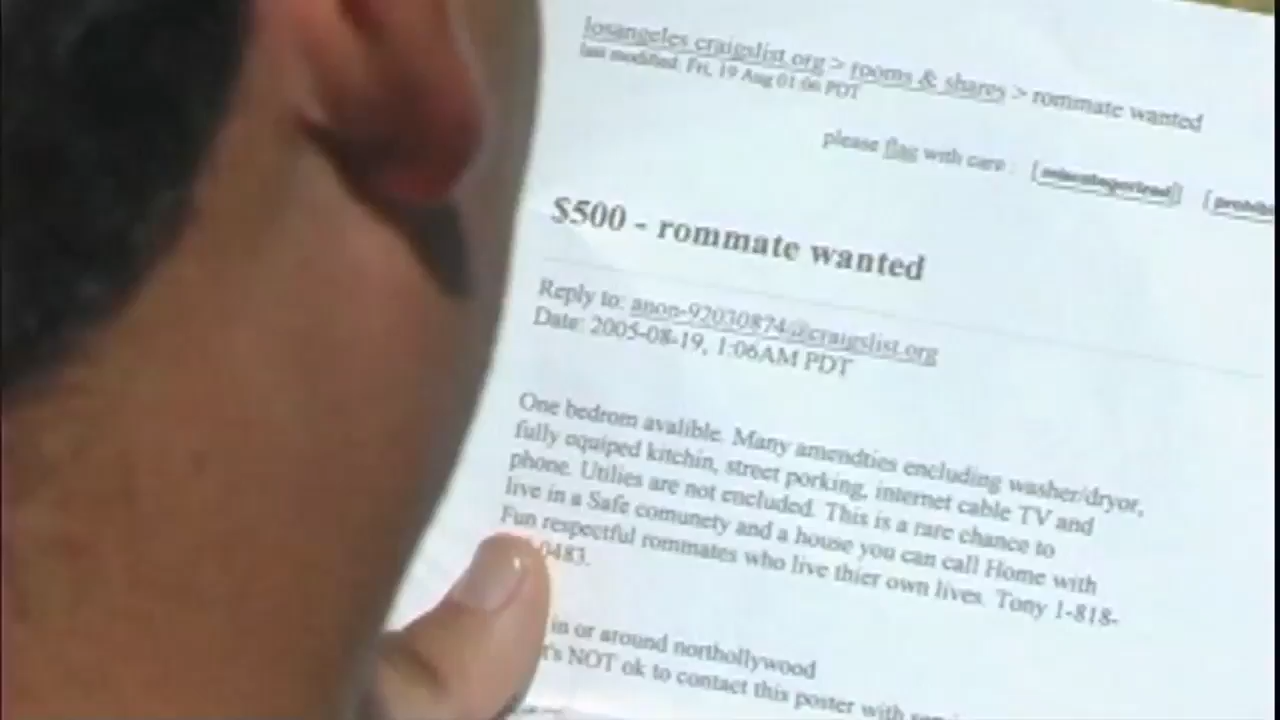 losangeles.craigslist.org > rooms & shares > rommate wanted
last modified: Fri, 19 Aug 01:06 PDT
please flag with care : [miscategorized] [prohibi
$500 - rommate wanted
Reply to: anon-92030874@craigslist.org
Date: 2005-08-19, 1:06AM PDT
One bedrom avalible. Many amendties encluding washer/dryor,
fully equiped kitchin, street porking, internet cable TV and
phone. Utilies are not encluded. This is a rare chance to
live in a Safe comunety and a house you can call Home with
Fun respectful rommates who live thier own lives. Tony 1-818-
0483.
in or around northollywood
t's NOT ok to contact this poster with